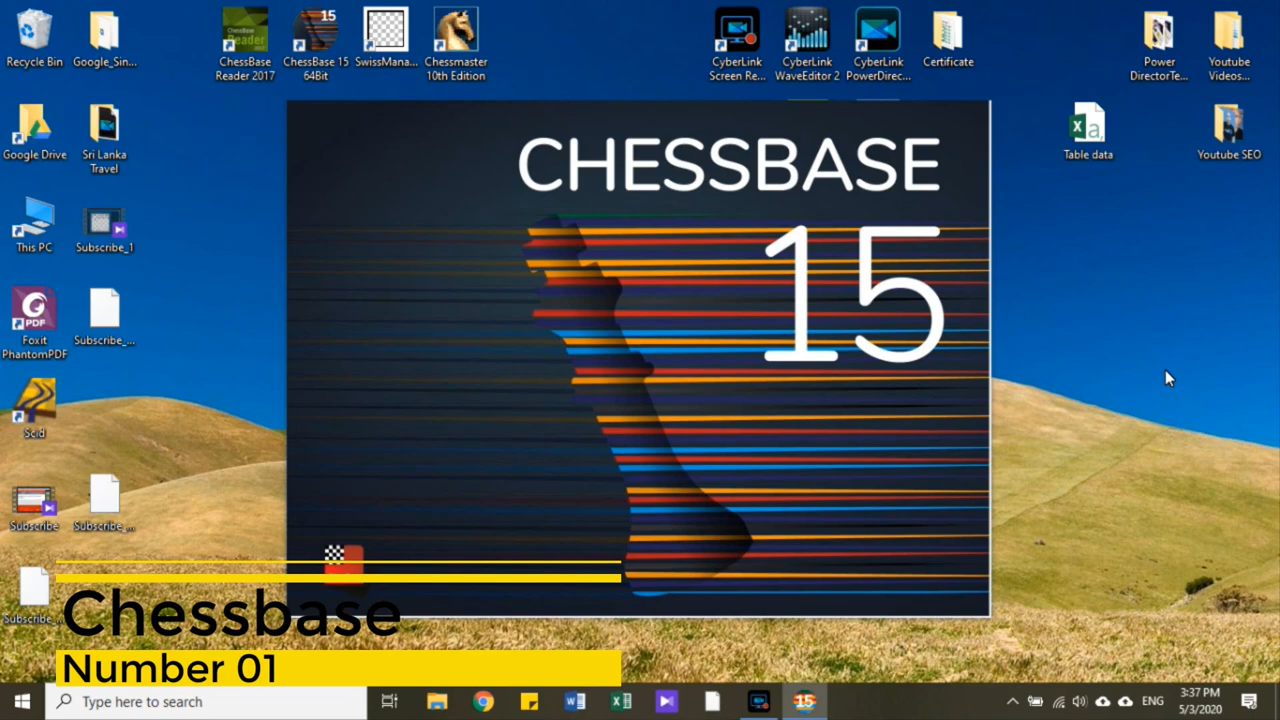 Recycle Bin
Google_Sin...
ChessBase
Reader 2017
15
ChessBase 15
64Bit
SwissMana...
Chessmaster
10th Edition
CyberLink
Screen Re...
CyberLink
WaveEditor 2
CyberLink
PowerDirec...
Certificate
Power
DirectorTe...
Youtube
Videos...
Google Drive
Sri Lanka
Travel
Table data
Youtube SEO
This PC
Subscribe_1
PDF
Foxit
PhantomPDF
Subscribe_...
Scid
Subscribe
Subscribe_...
Subscribe_...
CHESSBASE
15
Chessbase
Number 01
Type here to search
15
ENG
3:37 PM
5/3/2020